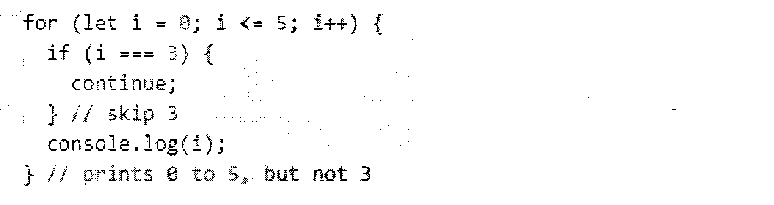 for (let i = 0; i <= 5; i++) {
  if (i === 3) {
    continue;
  } // skip 3
  console.log(i);
} // prints 0 to 5, but not 3